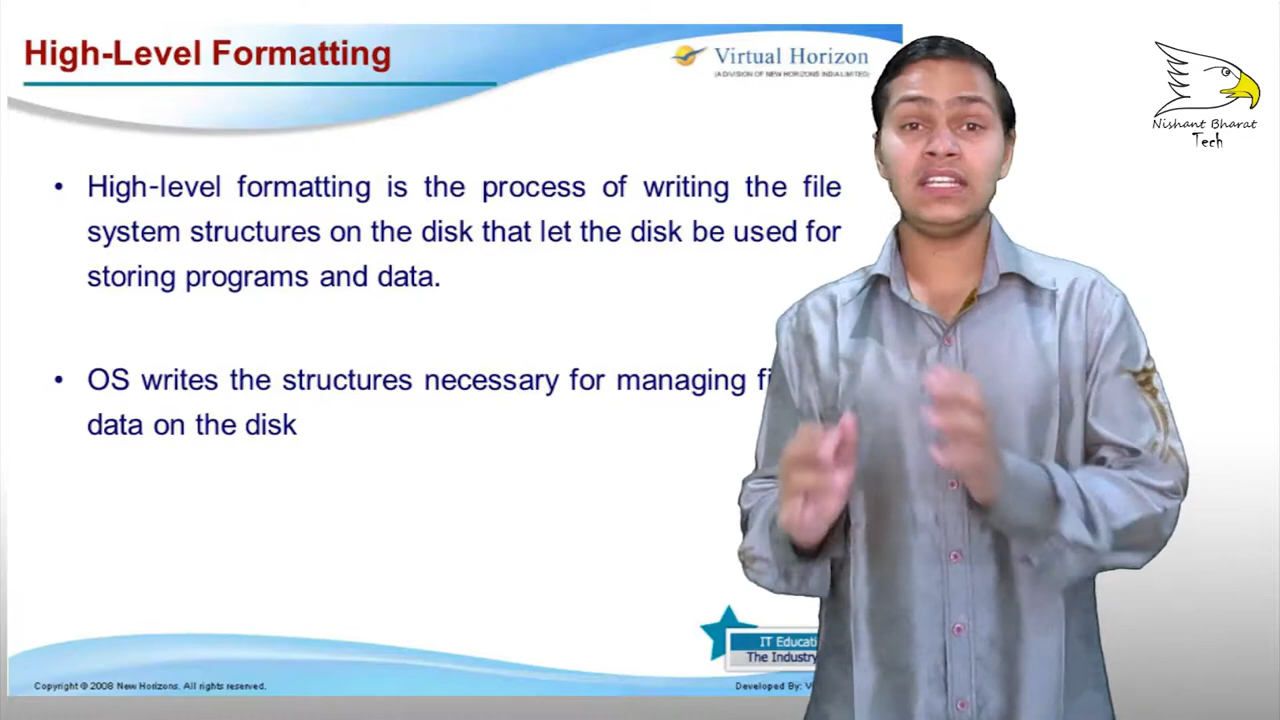 High-Level Formatting
Virtual Horizon
(A DIVISION OF NEW HORIZONS INDIA LIMITED)
Nishant Bharat
Tech
• High-level formatting is the process of writing the file
system structures on the disk that let the disk be used for
storing programs and data.
• OS writes the structures necessary for managing
data on the disk
IT
The Industry
Copyright © 2008 New Horizons. All rights reserved.
Developed By: